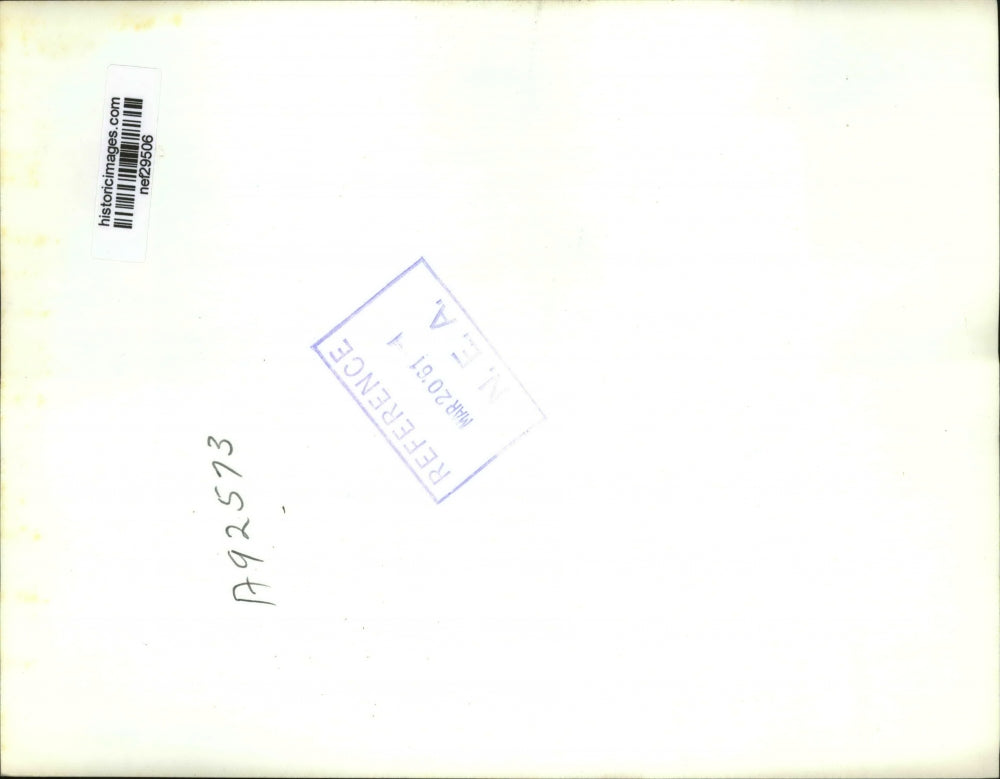 historicimages.com
nef29506
REFERENCE
MAR 20 '61
N. E. A.
A92573